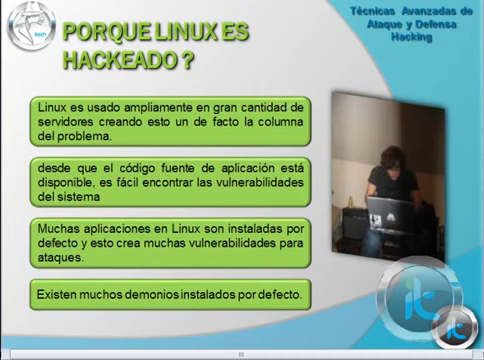 PORQUE LINUX ES
HACKEADO ?
Técnicas Avanzadas de
Ataque y Defensa
Hacking
Linux es usado ampliamente en gran cantidad de
servidores creando esto un de facto la columna
del problema.
desde que el código fuente de aplicación está
disponible, es fácil encontrar las vulnerabilidades
del sistema
Muchas aplicaciones en Linux son instaladas por
defecto y esto crea muchas vulnerabilidades para
ataques.
Existen muchos demonios instalados por defecto.